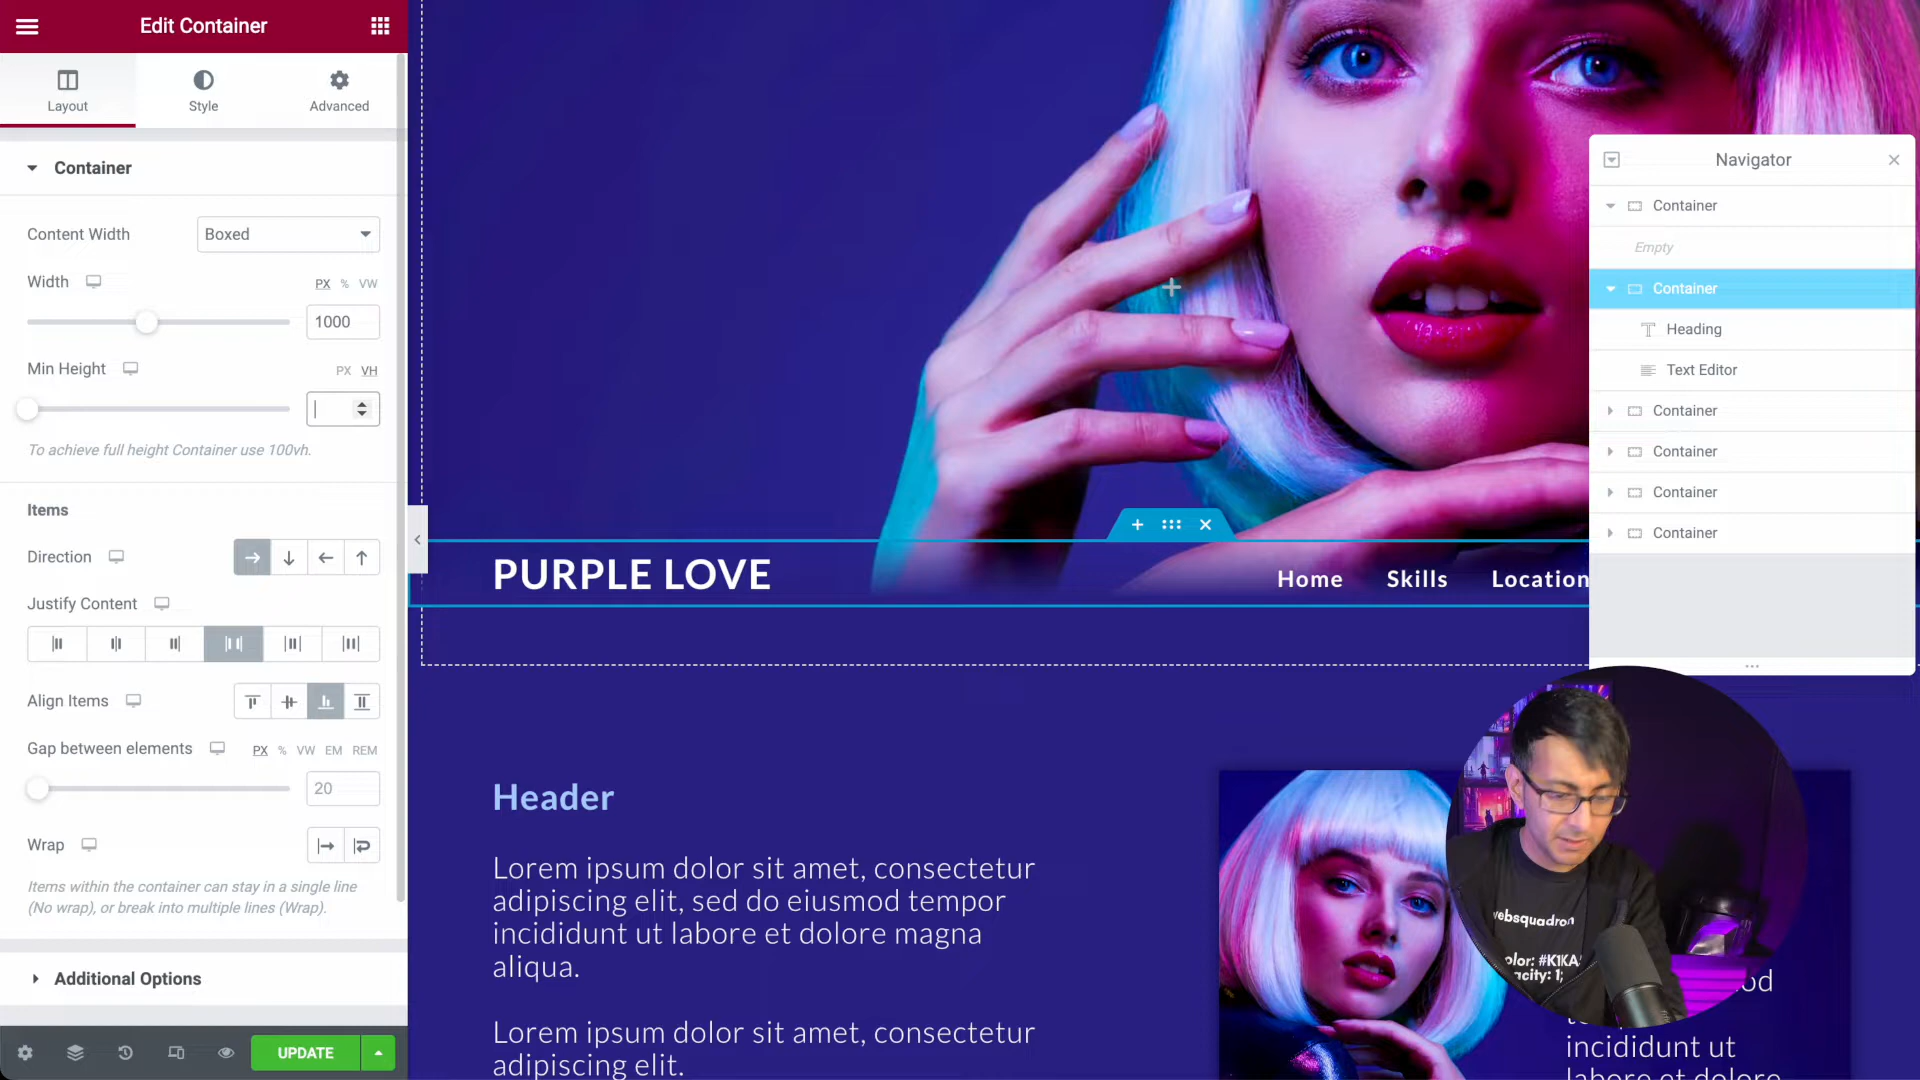 Edit Container
Layout
Style
Advanced
Container
Content Width
Boxed
Width
PX % VW
1000
Min Height
PX VH
To achieve full height Container use 100vh.
Items
Direction
Justify Content
Align Items
Gap between elements
PX % VW EM REM
20
Wrap
Items within the container can stay in a single line
(No wrap), or break into multiple lines (Wrap).
Additional Options
UPDATE
PURPLE LOVE
Home Skills Location
Header
Lorem ipsum dolor sit amet, consectetur
adipiscing elit, sed do eiusmod tempor
incididunt ut labore et dolore magna
aliqua.
Lorem ipsum dolor sit amet, consectetur
adipiscing elit.
Navigator
Container
Empty
Container
Heading
Text Editor
Container
Container
Container
Container
websquadron
incididunt ut
labore et dolore